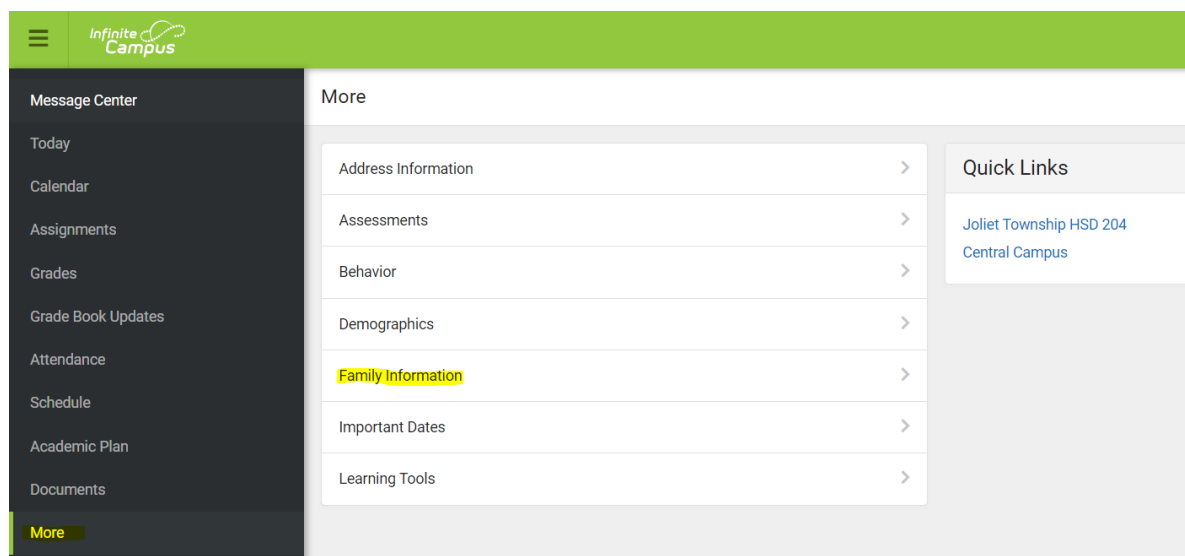 Infinite
Campus
Message Center
Today
Calendar
Assignments
Grades
Grade Book Updates
Attendance
Schedule
Academic Plan
Documents
More
More
Address Information
Assessments
Behavior
Demographics
Family Information
Important Dates
Learning Tools
Quick Links
Joliet Township HSD 204
Central Campus